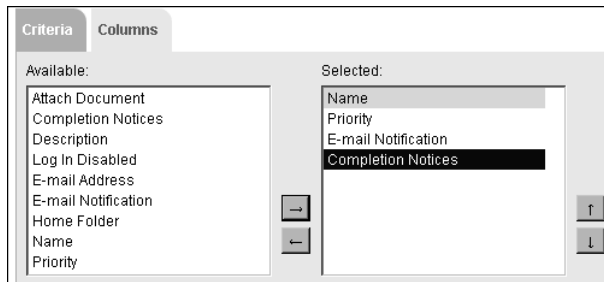 Criteria
Columns
Available:
Attach Document
Completion Notices
Description
Log In Disabled
E-mail Address
E-mail Notification
Home Folder
Name
Priority
→
←
Selected:
Name
Priority
E-mail Notification
Completion Notices
↑
↓